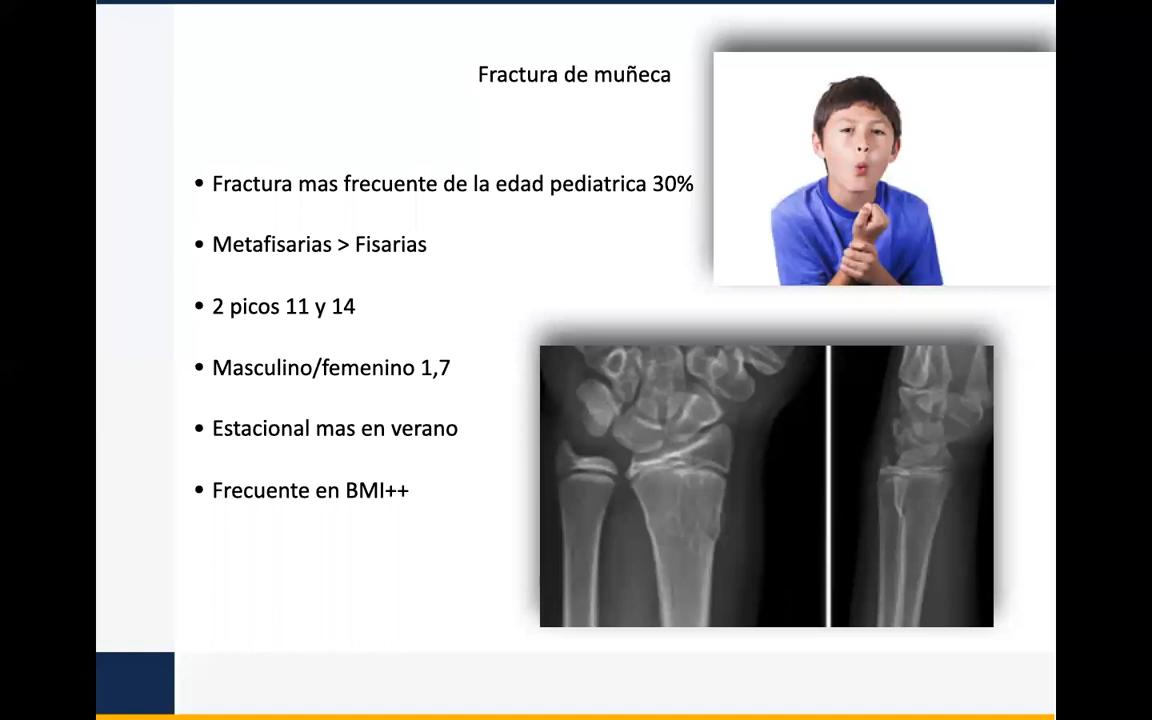 Fractura de muñeca
• Fractura mas frecuente de la edad pediatrica 30%
• Metafisarias > Fisarias
• 2 picos 11 y 14
• Masculino/femenino 1,7
• Estacional mas en verano
• Frecuente en BMI++